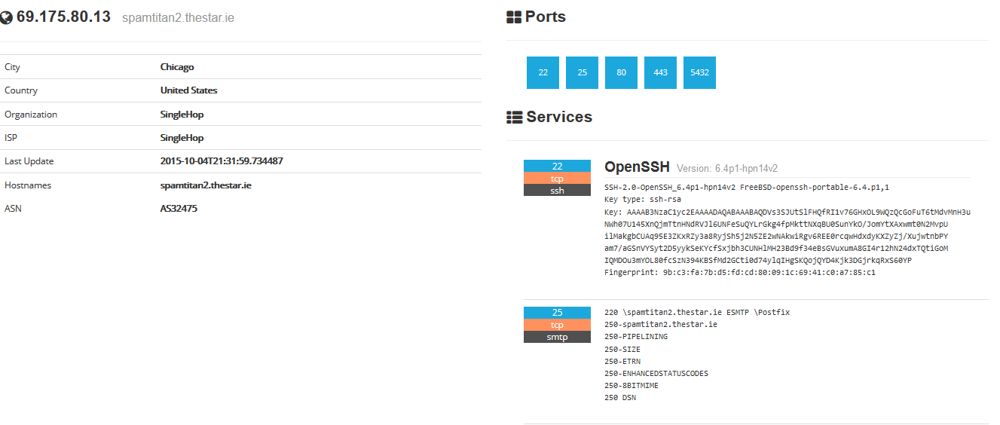 69.175.80.13 spamtitan2.thestar.ie
City Chicago
Country United States
Organization SingleHop
ISP SingleHop
Last Update 2015-10-04T21:31:59.734487
Hostnames spamtitan2.thestar.ie
ASN AS32475
Ports
22 25 80 443 5432
Services
22
tcp
ssh
OpenSSH Version: 6.4p1-hpn14v2
SSH-2.0-OpenSSH_6.4p1-hpn14v2 FreeBSD-openssh-portable-6.4.p1,1
Key type: ssh-rsa
Key: AAAAB3NzaC1yc2EAAAADAQABAAABAQDVs3SJUtSlFHQfRI1v76GHxOL9WQzQcGoFuT6tMdvMnH3u
NWh07U145XnQjmTtnHNdRVJl6UNFeSuQYLrGkg4fpMkttNXqBU0SunYkO/JomYtXAxwmt0N2MvpU
ilMakgbCUAq95E3ZKxRZy3a8RyjSh5j2N5ZE2wNAkwiRgv6REE0rcqwHdxdyKXZyZj/XujwtnbPY
am7/aGSnVYSyt2D5yykSeKYcfSxjbh3CUNHlMH23Bd9f34eBsGVuxumA8GI4r12hN24dxTQtiGoM
IQMDOu3mYOL80fcSzN394KBSfMd2GCti0d74ylqIHgSKQojQYD4Kjk3DGjrkqRxS60YP
Fingerprint: 9b:c3:fa:7b:d5:fd:cd:80:09:1c:69:41:c0:a7:85:c1
25
tcp
smtp
220 \spamtitan2.thestar.ie ESMTP \Postfix
250-spamtitan2.thestar.ie
250-PIPELINING
250-SIZE
250-ETRN
250-ENHANCEDSTATUSCODES
250-8BITMIME
250 DSN